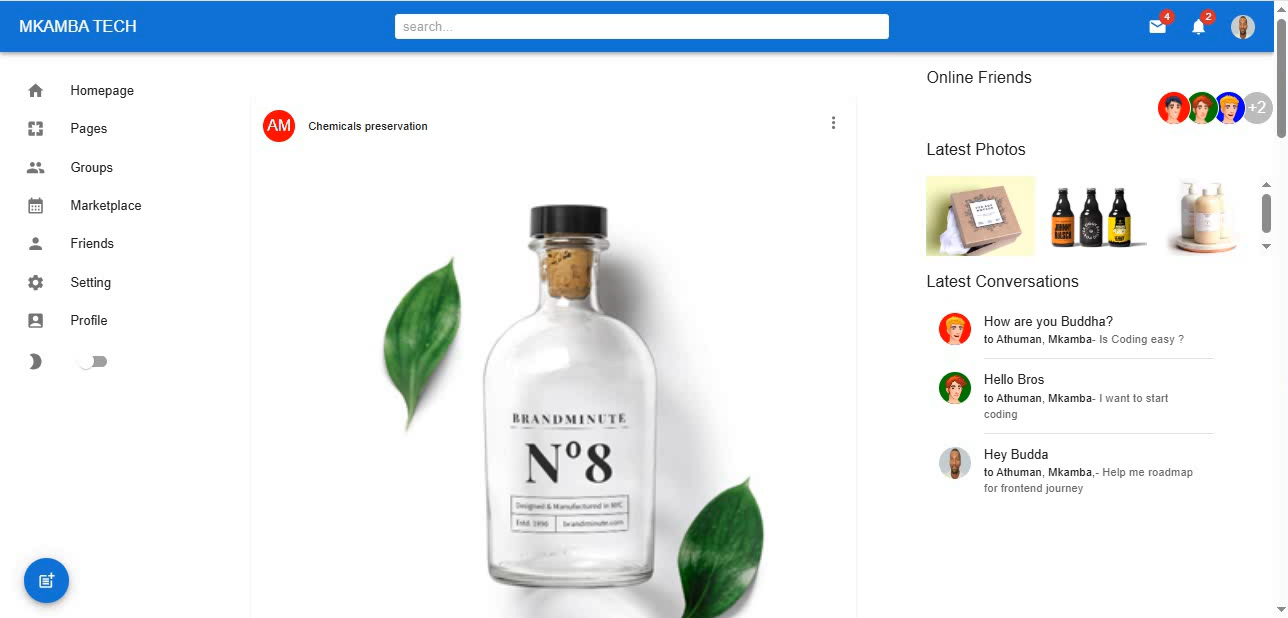 MKAMBA TECH
search...
4
2
Homepage
Pages
Groups
Marketplace
Friends
Setting
Profile
AM
Chemicals preservation
BRANDMINUTE
Nº8
Designed & Manufactured in NYC
Estd. 1996
brandminute.com
Online Friends
+2
Latest Photos
Latest Conversations
How are you Buddha?
to Athuman, Mkamba- Is Coding easy ?
Hello Bros
to Athuman, Mkamba- I want to start
coding
Hey Budda
to Athuman, Mkamba,- Help me roadmap
for frontend journey